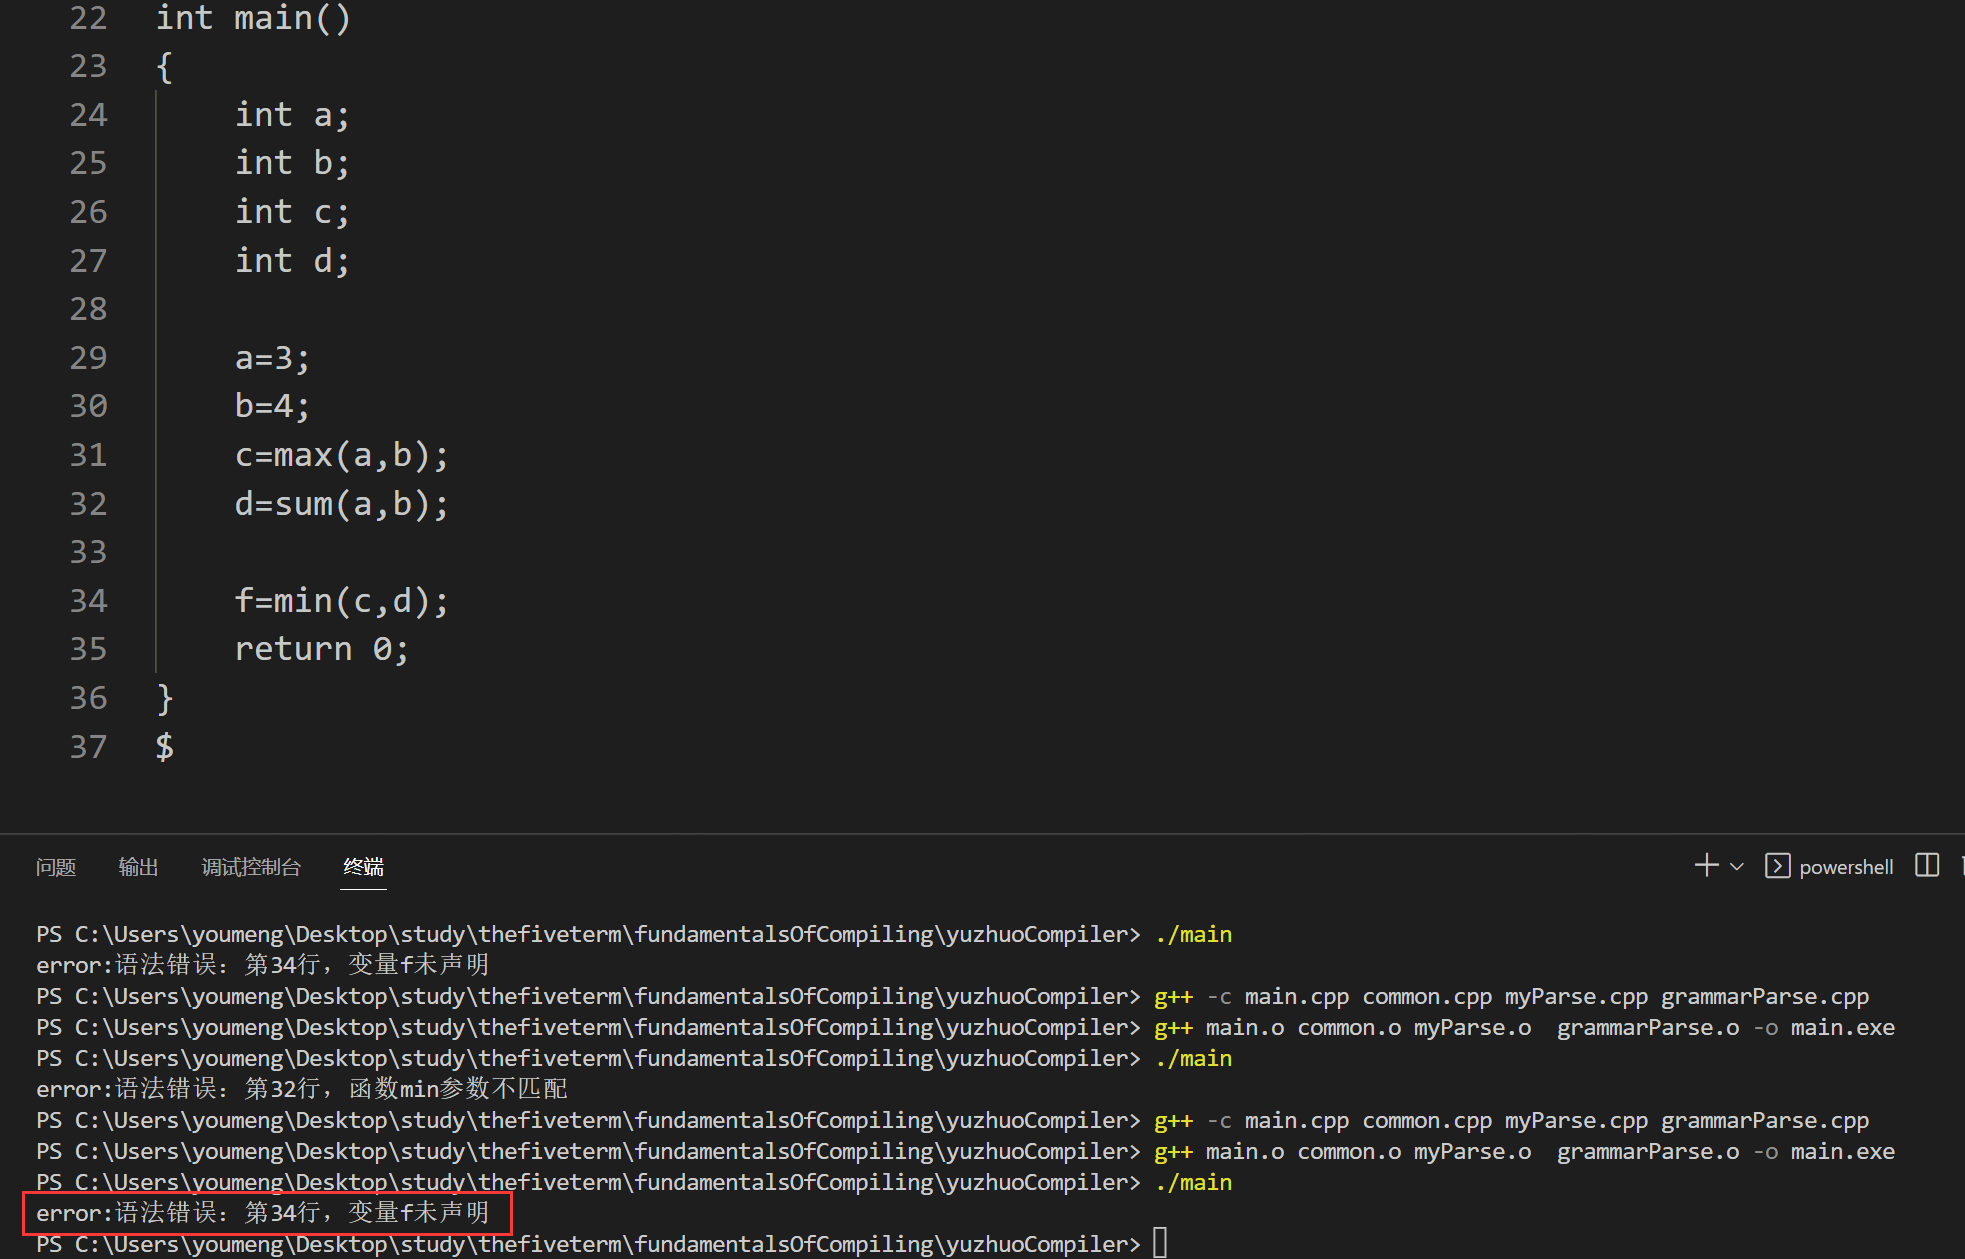 22 int main()
23 {
24 int a;
25 int b;
26 int c;
27 int d;
28
29 a=3;
30 b=4;
31 c=max(a,b);
32 d=sum(a,b);
33
34 f=min(c,d);
35 return 0;
36 }
37 $
问题 输出 调试控制台 终端 powershell
PS C:\Users\youmeng\Desktop\study\thefiveterm\fundamentalsOfCompiling\yuzhuoCompiler> ./main
error:语法错误: 第34行, 变量f未声明
PS C:\Users\youmeng\Desktop\study\thefiveterm\fundamentalsOfCompiling\yuzhuoCompiler> g++ -c main.cpp common.cpp myParse.cpp grammarParse.cpp
PS C:\Users\youmeng\Desktop\study\thefiveterm\fundamentalsOfCompiling\yuzhuoCompiler> g++ main.o common.o myParse.o  grammarParse.o -o main.exe
PS C:\Users\youmeng\Desktop\study\thefiveterm\fundamentalsOfCompiling\yuzhuoCompiler> ./main
error:语法错误: 第32行, 函数min参数不匹配
PS C:\Users\youmeng\Desktop\study\thefiveterm\fundamentalsOfCompiling\yuzhuoCompiler> g++ -c main.cpp common.cpp myParse.cpp grammarParse.cpp
PS C:\Users\youmeng\Desktop\study\thefiveterm\fundamentalsOfCompiling\yuzhuoCompiler> g++ main.o common.o myParse.o  grammarParse.o -o main.exe
PS C:\Users\youmeng\Desktop\study\thefiveterm\fundamentalsOfCompiling\yuzhuoCompiler> ./main
error:语法错误: 第34行, 变量f未声明
PS C:\Users\youmeng\Desktop\study\thefiveterm\fundamentalsOfCompiling\yuzhuoCompiler>